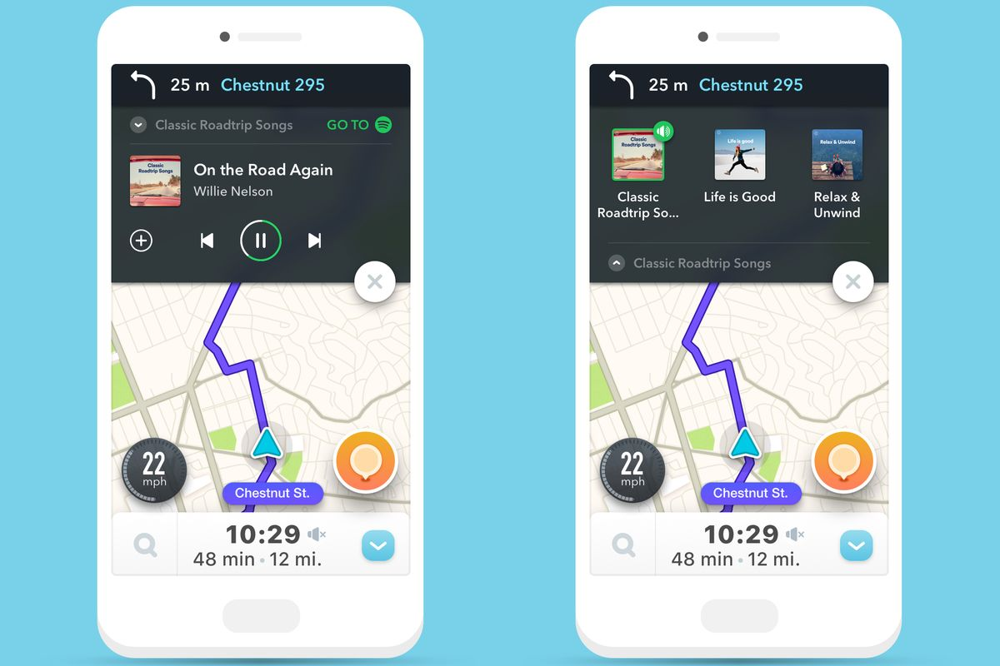 25 m Chestnut 295
Classic Roadtrip Songs GO TO
Classic
Roadtrip Songs
On the Road Again
Willie Nelson
22
mph
Chestnut St.
10:29
48 min • 12 mi.
25 m Chestnut 295
Classic
Roadtrip Songs
Life is good
Relax & Unwind
Classic
Roadtrip So...
Life is Good
Relax &
Unwind
Classic Roadtrip Songs
22
mph
Chestnut St.
10:29
48 min • 12 mi.